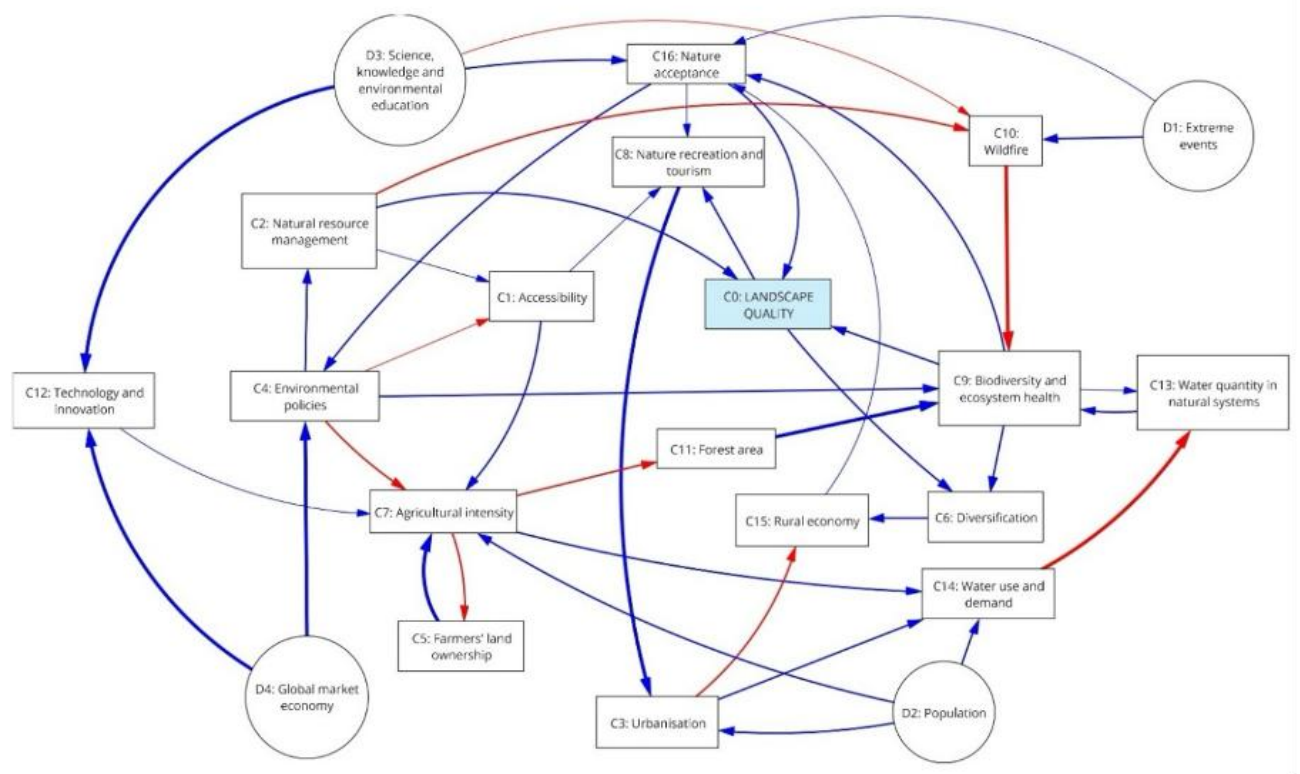 D3: Science,
knowledge and
environmental
education
C16: Nature
acceptance
C10:
Wildfire
D1: Extreme
events
C8: Nature recreation and
tourism
C2: Natural resource
management
C1: Accessibility
C0: LANDSCAPE
QUALITY
C12: Technology and
innovation
C4: Environmental
policies
C9: Biodiversity and
ecosystem health
C13: Water quantity in
natural systems
C11: Forest area
C7: Agricultural intensity
C15: Rural economy
C6: Diversification
C14: Water use and
demand
C5: Farmers' land
ownership
D4: Global market
economy
C3: Urbanisation
D2: Population